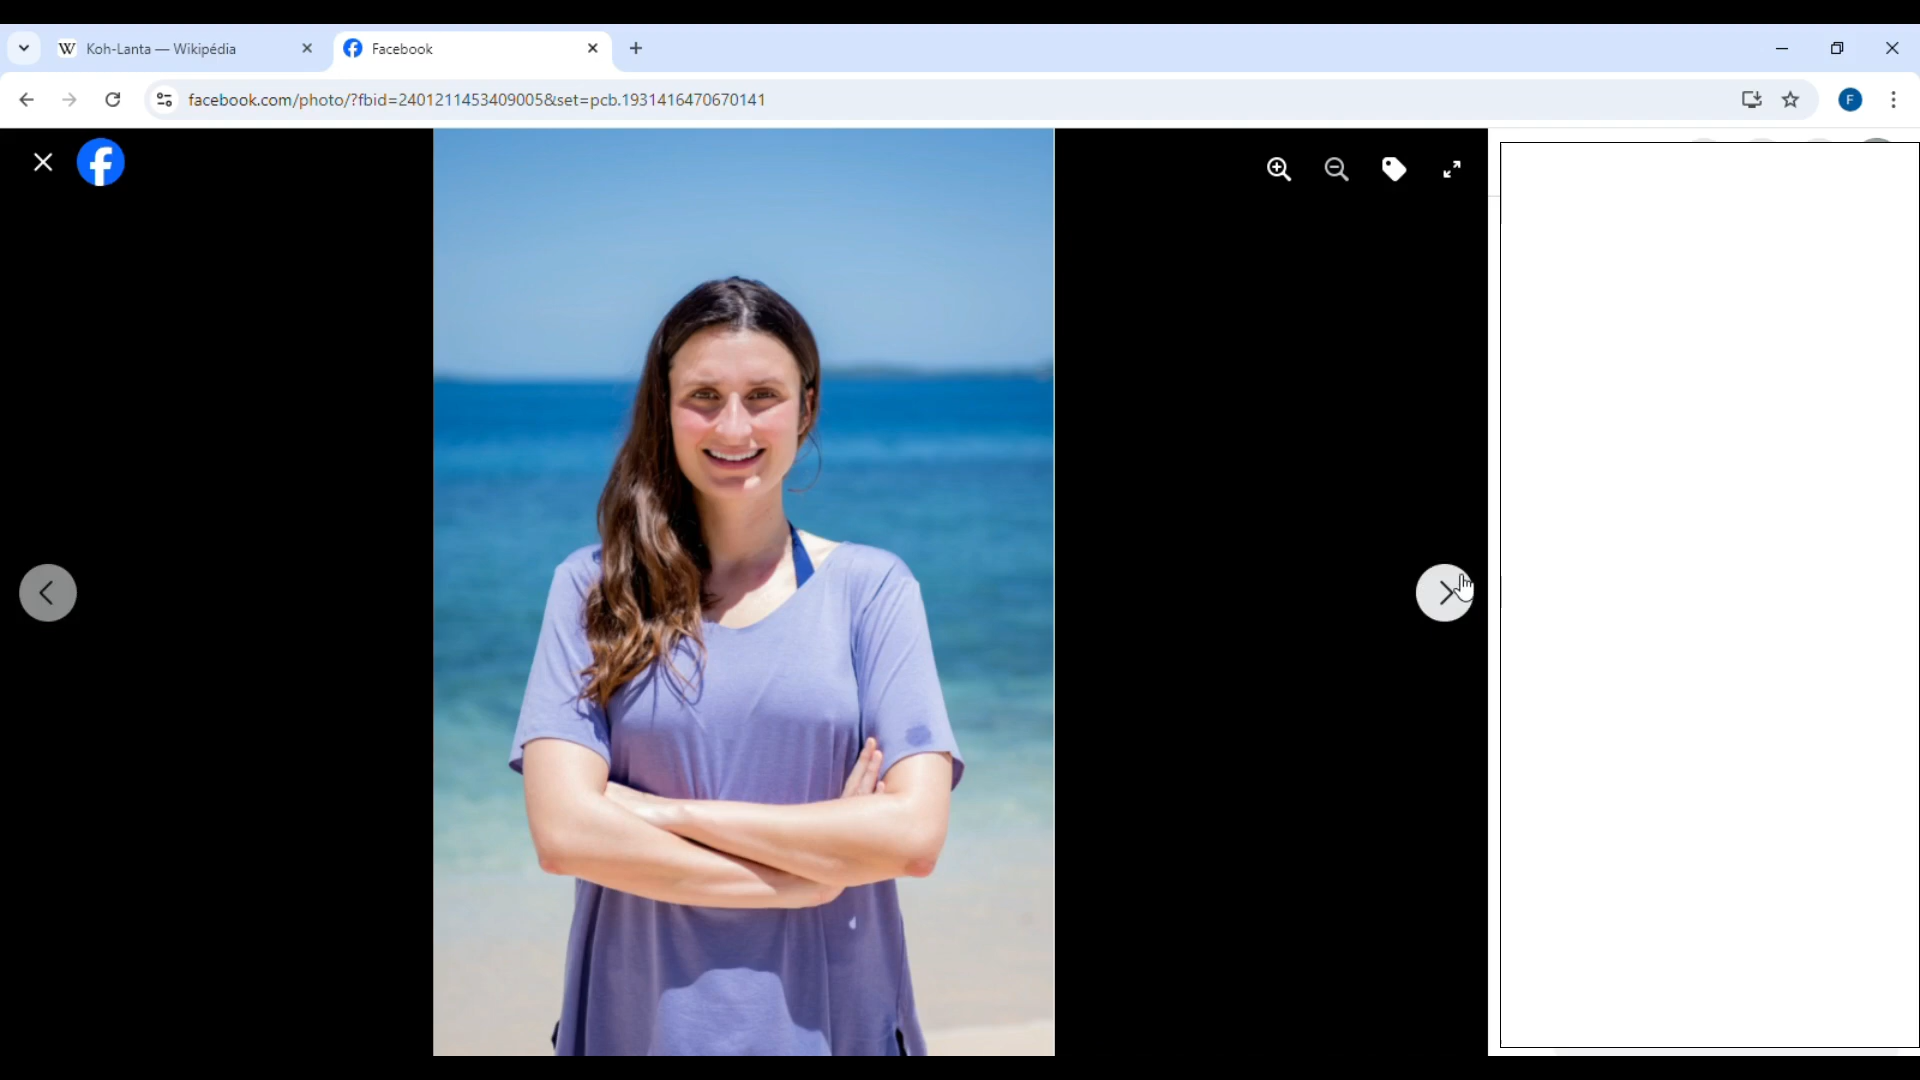 Koh-Lanta — Wikipédia
Facebook
facebook.com/photo/?fbid=2401211453409005&set=pcb.1931416470670141
F